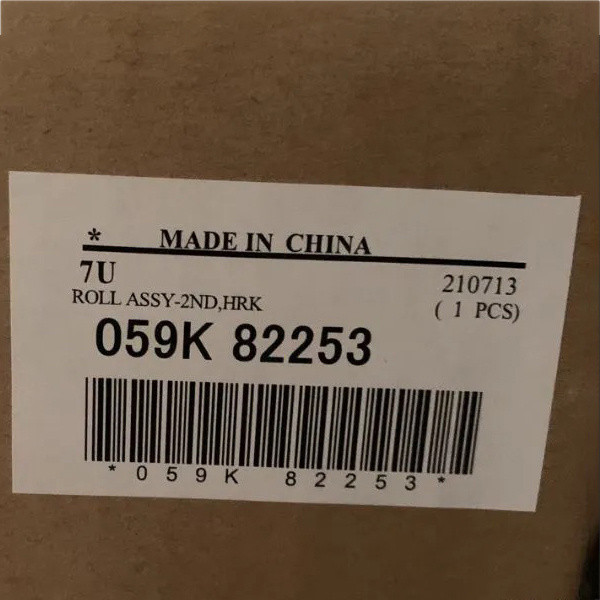 * MADE IN CHINA
7U 210713
ROLL ASSY-2ND,HRK ( 1 PCS)
059K 82253
*059K 82253*